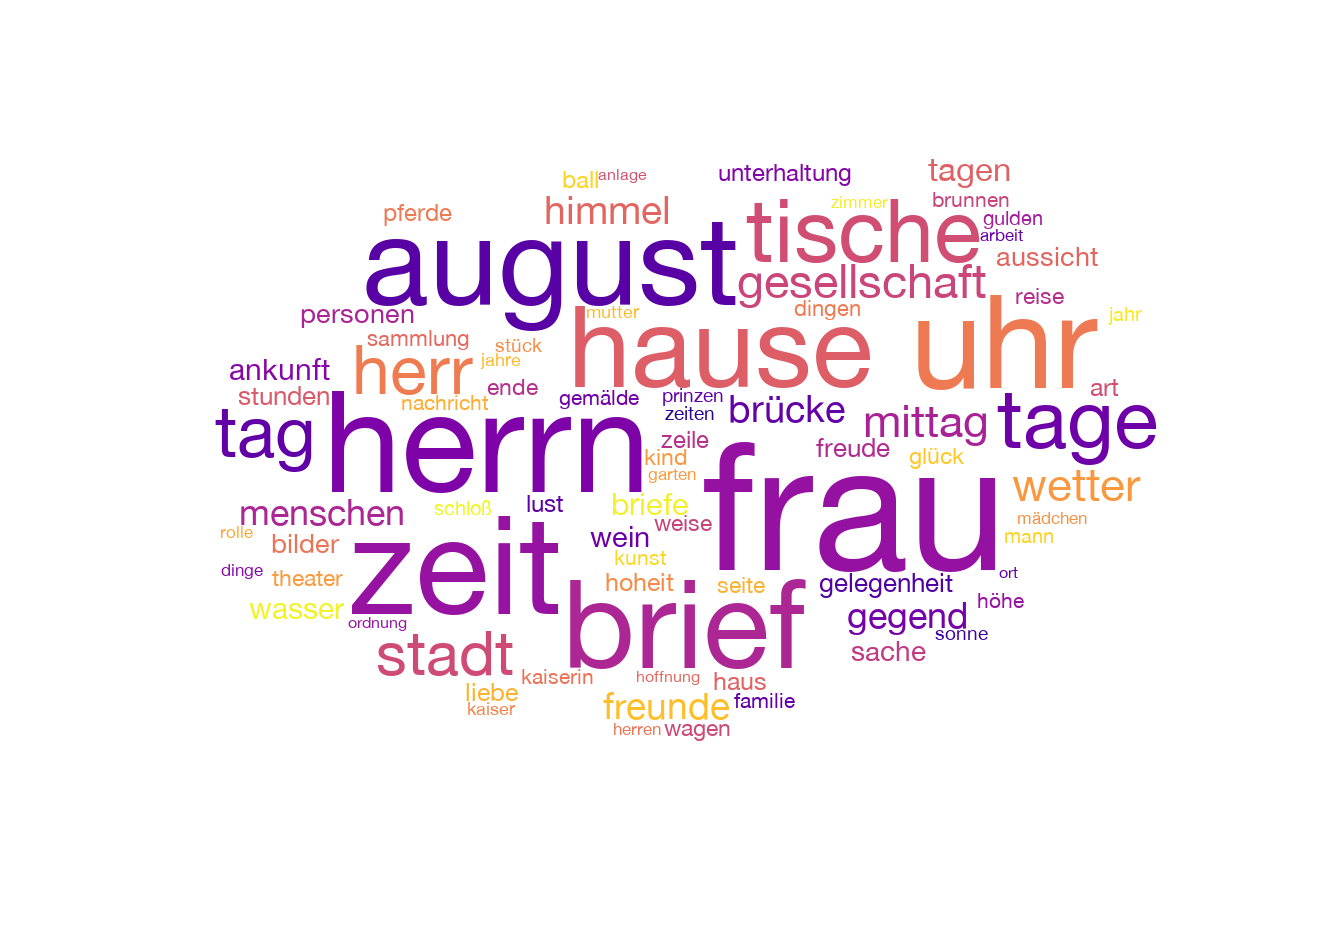 ball anlage unterhaltung tagen
pferde himmel zimmer brunnen
august tische gulden
arbeit
gesellschaft aussicht
personen mutter dingen reise
sammlung stück hause uhr jahr
ankunft herr jahre
stunden nachricht ende gemälde prinzen brücke art
tag herrn zeiten mittag tage
zeile freude
kind glück
garten wetter
menschen schloß lust briefe weise frau mädchen
rolle bilder zeit wein mann
dinge theater kunst ort
wasser hoheit seite gelegenheit höhe
ordnung brief gegend sonne
stadt sache
liebe kaiserin hoffnung haus
kaiser freunde familie
herren wagen